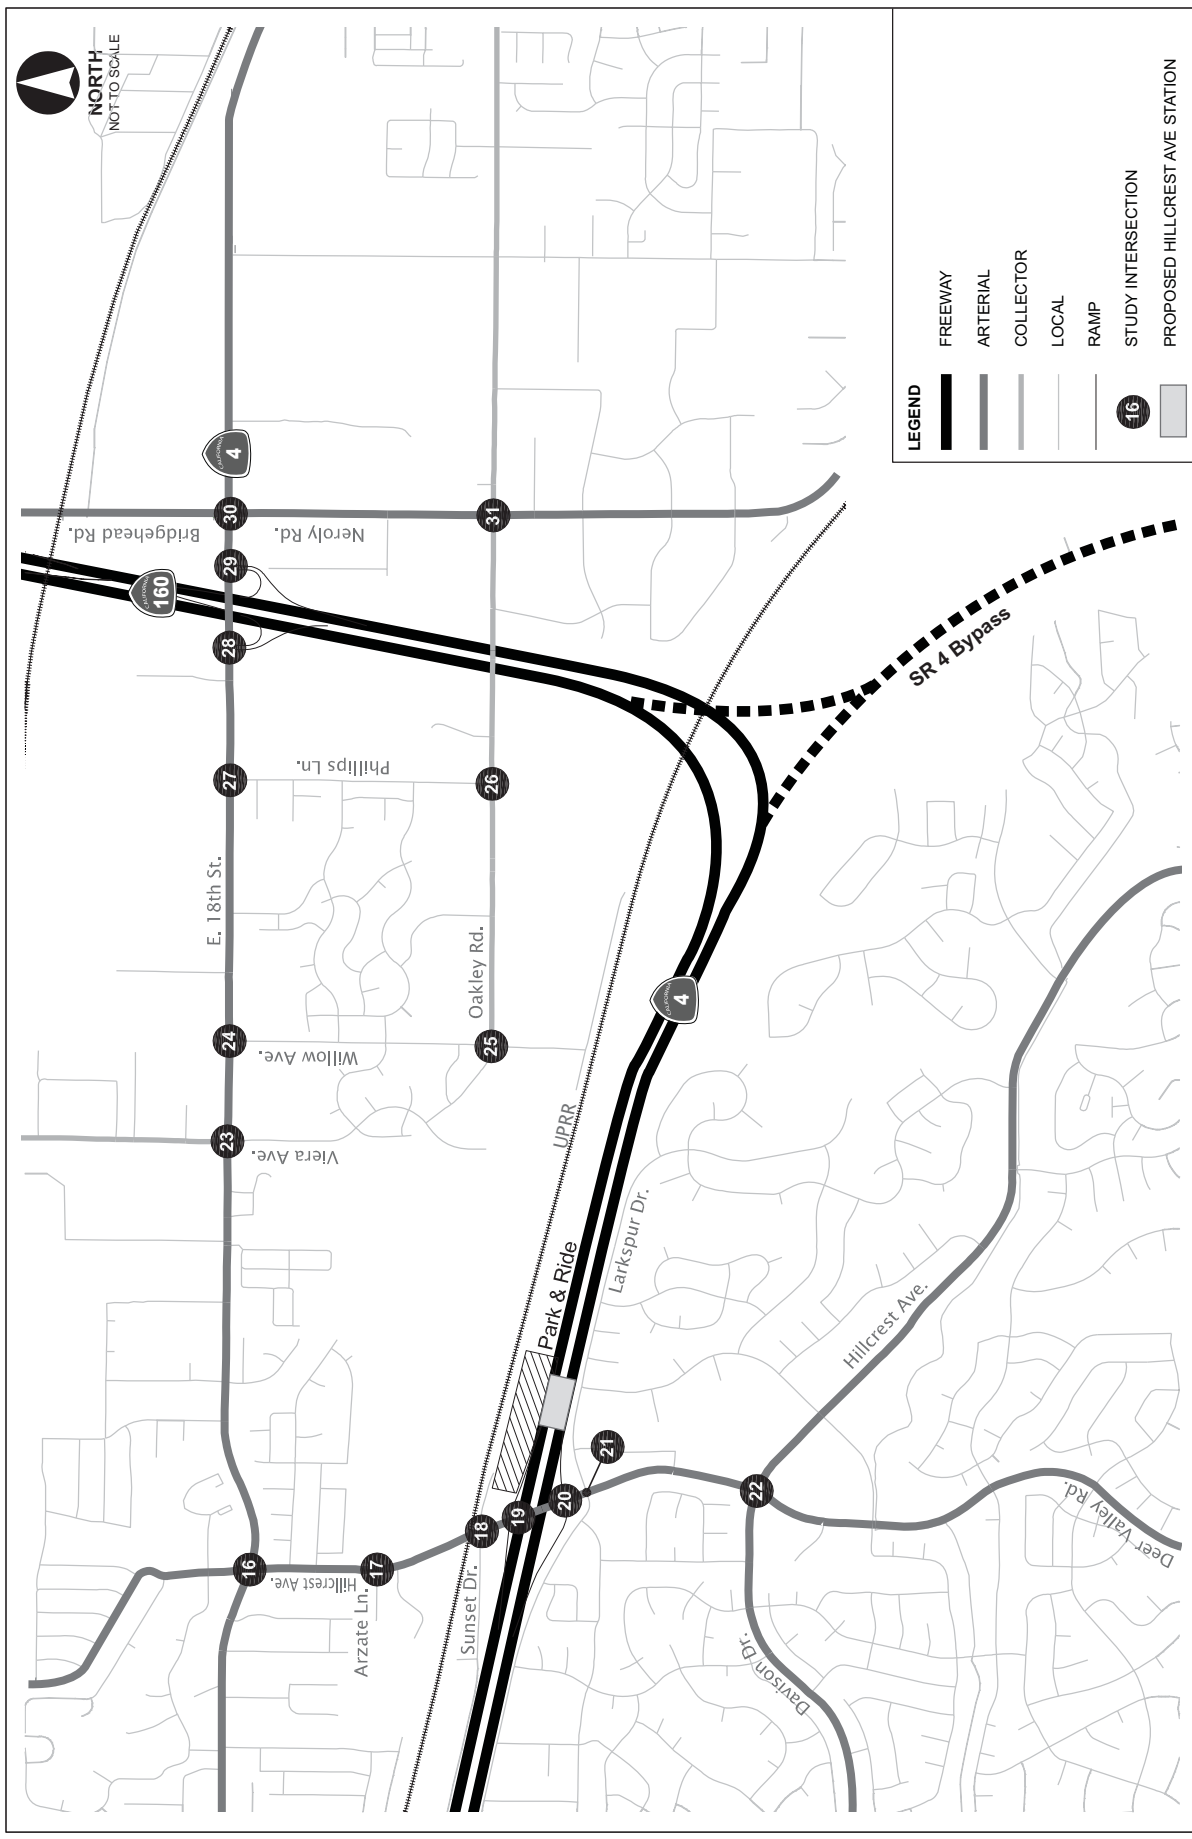 NORTH
NOT TO SCALE
CALIFORNIA
160
Bridgehead Rd.
30
CALIFORNIA
4
29
28
Neroly Rd.
31
27
Phillips Ln.
26
E. 18th St.
Oakley Rd.
24
Willow Ave.
25
23
Viera Ave.
UPRR
CALIFORNIA
4
SR 4 Bypass
Larkspur Dr.
Park & Ride
16
Hillcrest Ave.
17
Arzate Ln.
18
Sunset Dr.
19
20
21
22
Hillcrest Ave.
Davison Dr.
Deer Valley Rd.
LEGEND
FREEWAY
ARTERIAL
COLLECTOR
LOCAL
RAMP
16
STUDY INTERSECTION
PROPOSED HILLCREST AVE STATION